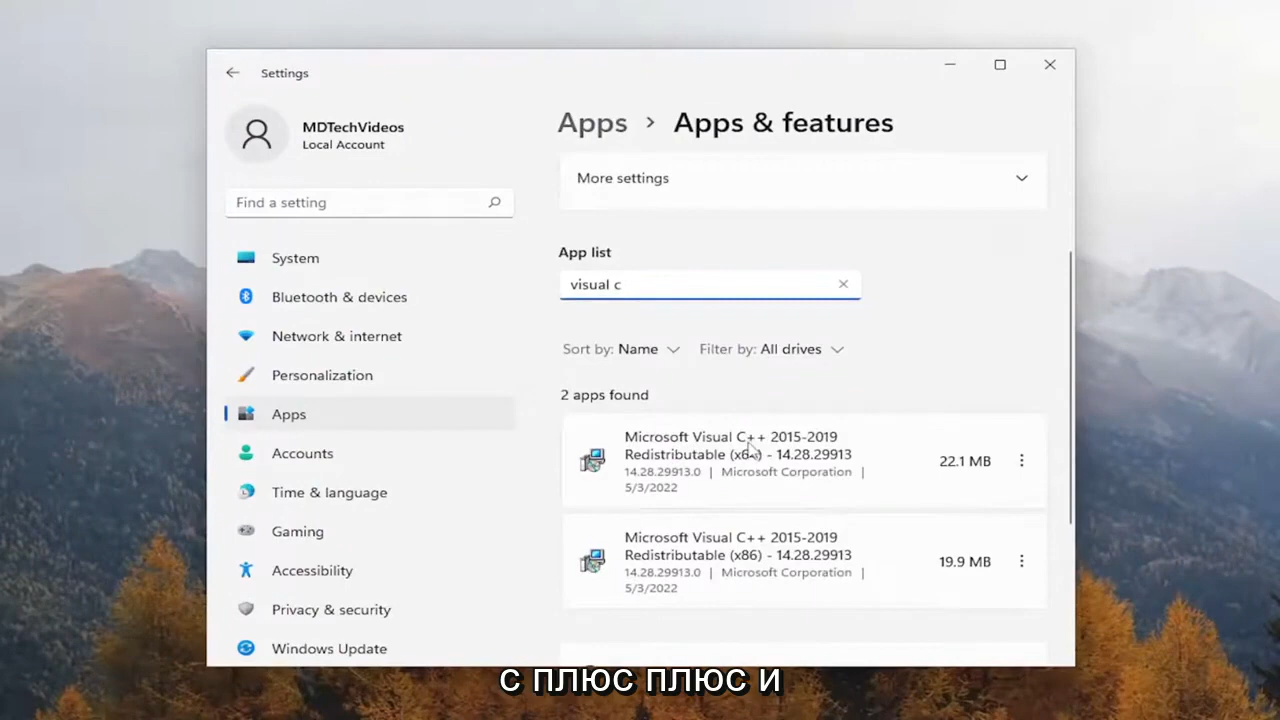 Settings
MDTechVideos
Local Account
Find a setting
System
Bluetooth & devices
Network & internet
Personalization
Apps
Accounts
Time & language
Gaming
Accessibility
Privacy & security
Windows Update
Apps > Apps & features
More settings
App list
visual c
Sort by: Name Filter by: All drives
2 apps found
Microsoft Visual C++ 2015-2019
Redistributable (x64) - 14.28.29913
14.28.29913.0 | Microsoft Corporation |
5/3/2022
22.1 MB
Microsoft Visual C++ 2015-2019
Redistributable (x86) - 14.28.29913
14.28.29913.0 | Microsoft Corporation |
5/3/2022
19.9 MB
с плюс плюс и